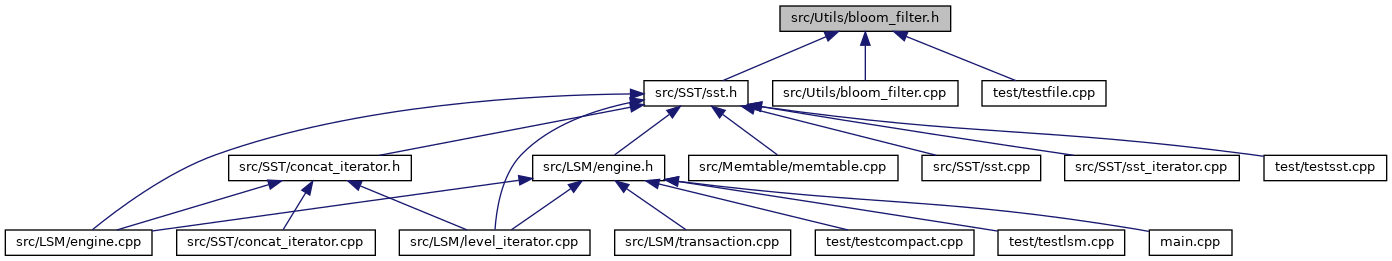 src/Utils/bloom_filter.h
src/SST/sst.h
src/Utils/bloom_filter.cpp
test/testfile.cpp
src/SST/concat_iterator.h
src/LSM/engine.h
src/Memtable/memtable.cpp
src/SST/sst.cpp
src/SST/sst_iterator.cpp
test/testsst.cpp
src/LSM/engine.cpp
src/SST/concat_iterator.cpp
src/LSM/level_iterator.cpp
src/LSM/transaction.cpp
test/testcompact.cpp
test/testlsm.cpp
main.cpp